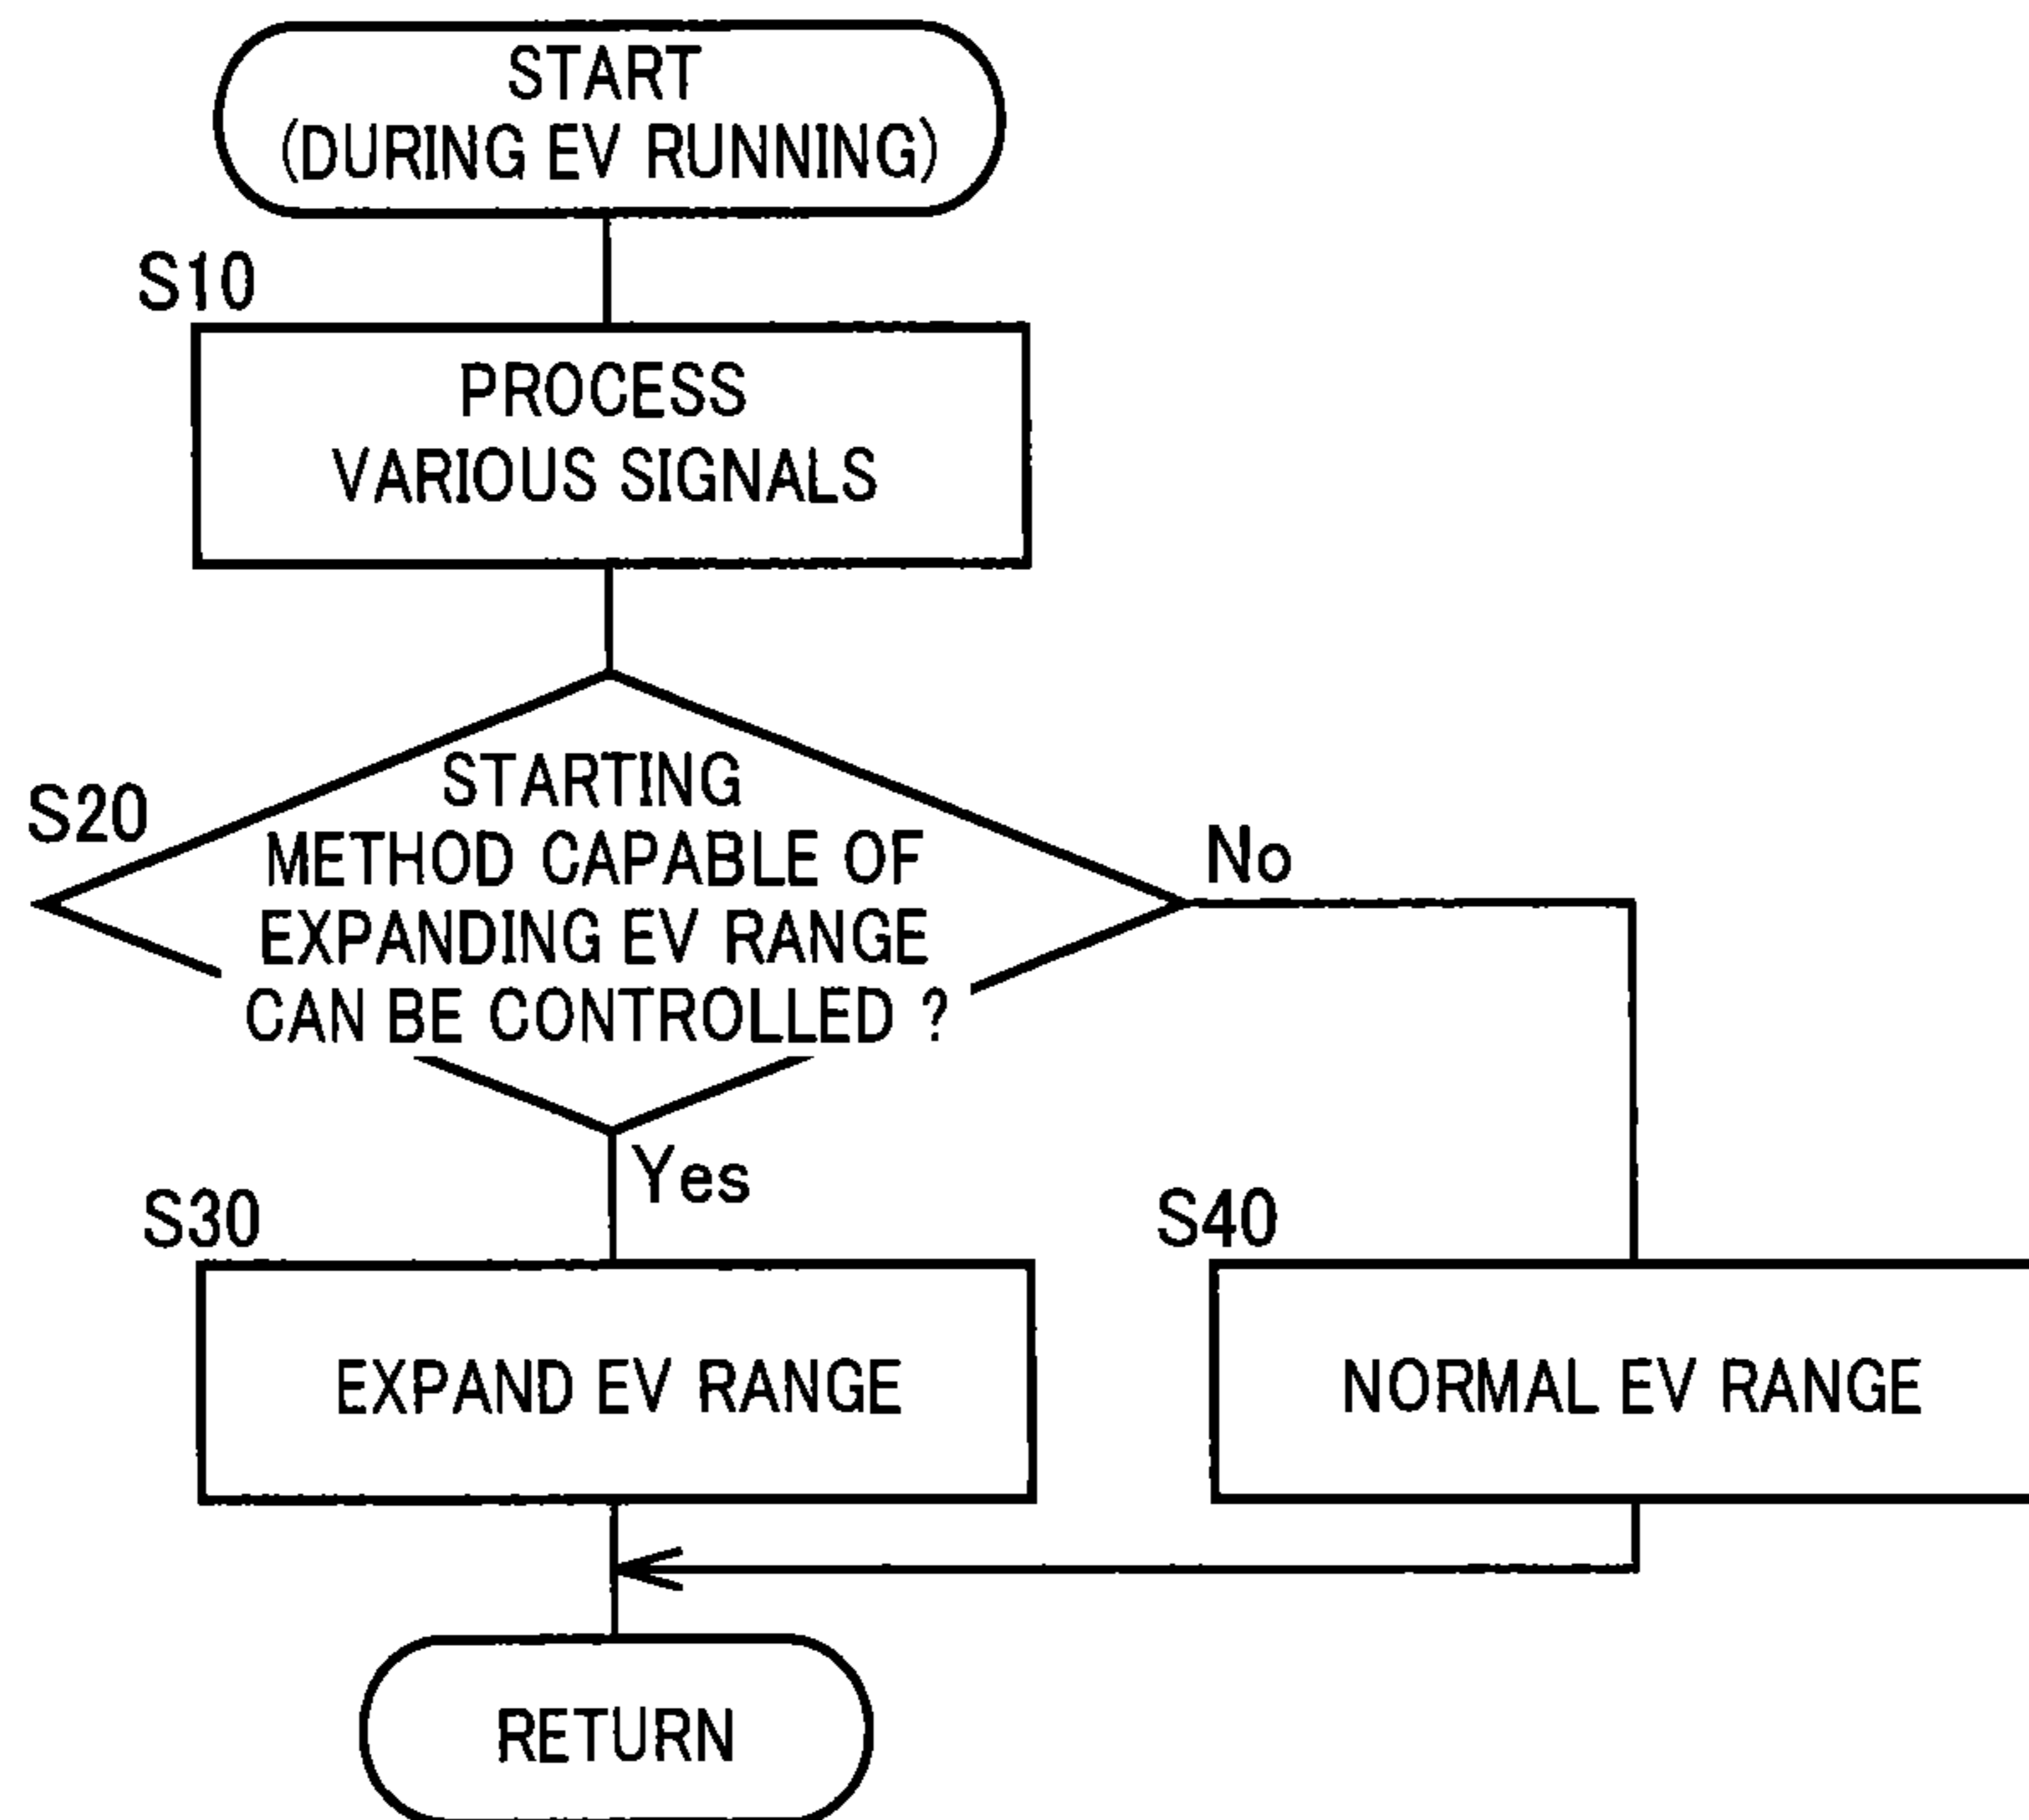 START
(DURING EV RUNNING)
S10
PROCESS
VARIOUS SIGNALS
S20
STARTING
METHOD CAPABLE OF
EXPANDING EV RANGE
CAN BE CONTROLLED ?
No
Yes
S30
EXPAND EV RANGE
S40
NORMAL EV RANGE
RETURN